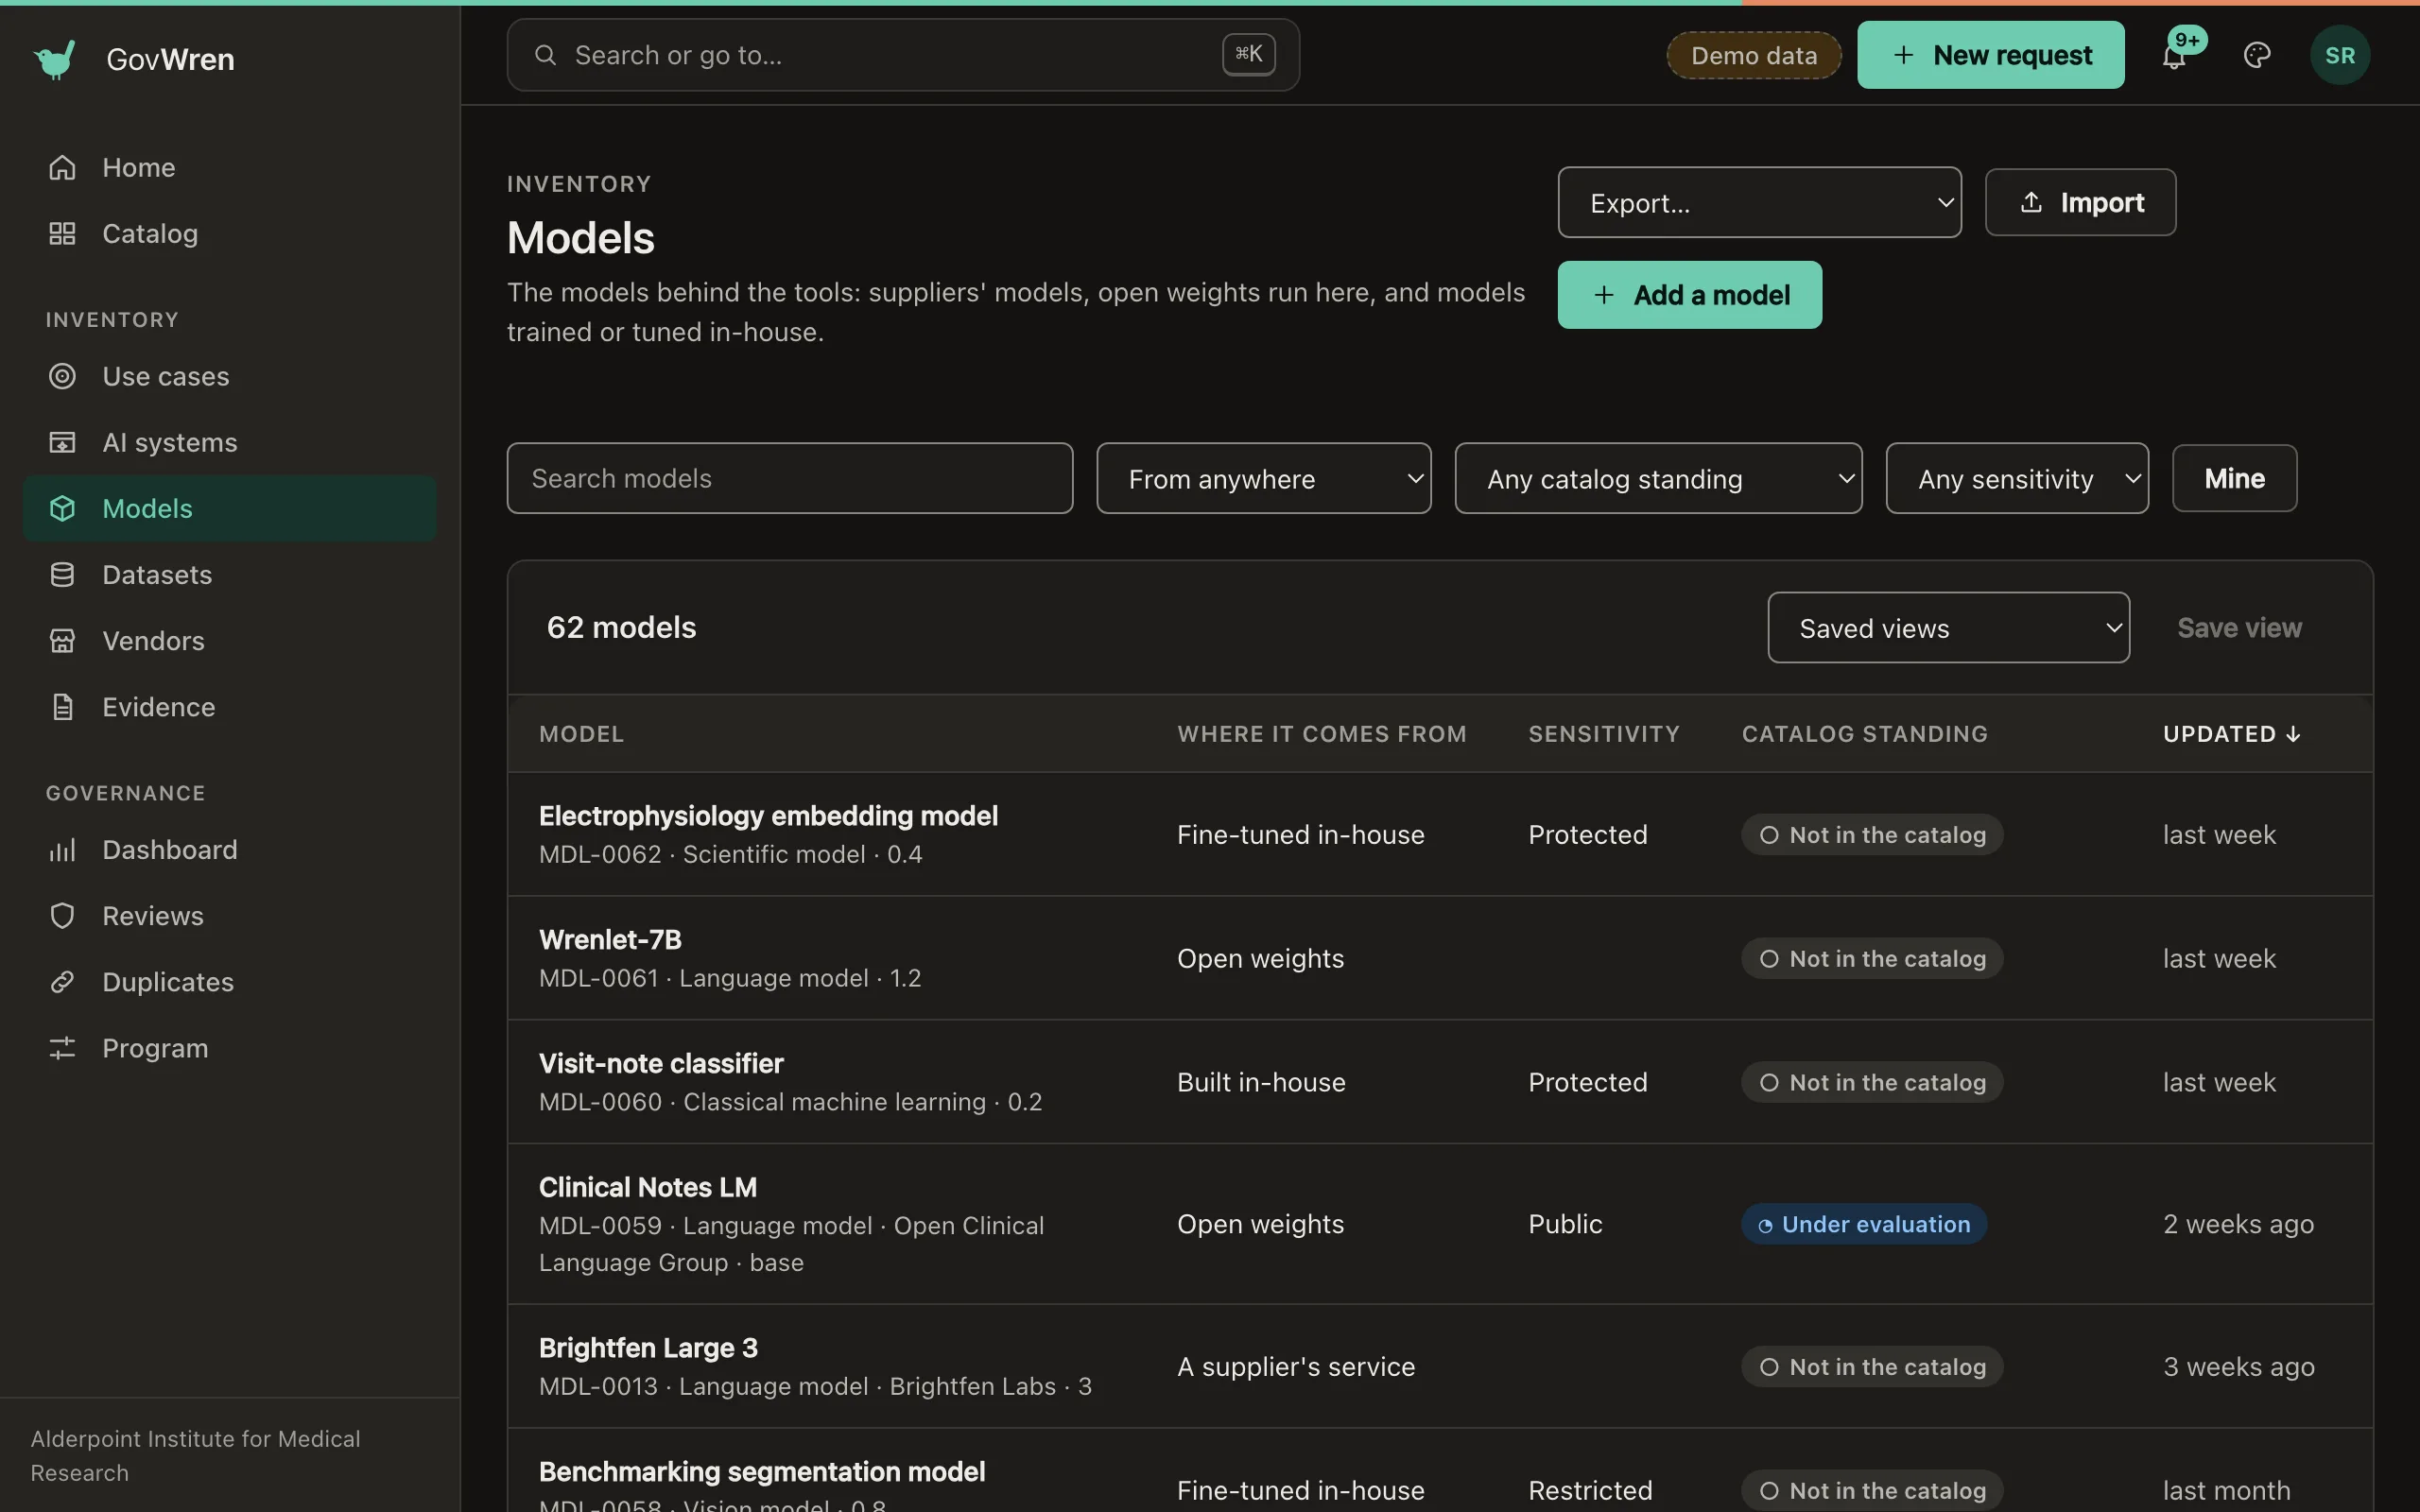 GovWren
Search or go to...
⌘K
Demo data
+ New request
9+
SR
Home
Catalog
INVENTORY
Use cases
AI systems
Models
Datasets
Vendors
Evidence
GOVERNANCE
Dashboard
Reviews
Duplicates
Program
Alderpoint Institute for Medical
Research
INVENTORY
Models
The models behind the tools: suppliers' models, open weights run here, and models
trained or tuned in-house.
Export...
Import
+ Add a model
Search models
From anywhere
Any catalog standing
Any sensitivity
Mine
62 models
Saved views
Save view
MODEL WHERE IT COMES FROM SENSITIVITY CATALOG STANDING UPDATED ↓
Electrophysiology embedding model
MDL-0062 · Scientific model · 0.4
Fine-tuned in-house Protected Not in the catalog last week
Wrenlet-7B
MDL-0061 · Language model · 1.2
Open weights Not in the catalog last week
Visit-note classifier
MDL-0060 · Classical machine learning · 0.2
Built in-house Protected Not in the catalog last week
Clinical Notes LM
MDL-0059 · Language model · Open Clinical
Language Group · base
Open weights Public Under evaluation 2 weeks ago
Brightfen Large 3
MDL-0013 · Language model · Brightfen Labs · 3
A supplier's service Not in the catalog 3 weeks ago
Benchmarking segmentation model
MDL-0058 · Vision model · 0.8
Fine-tuned in-house Restricted Not in the catalog last month